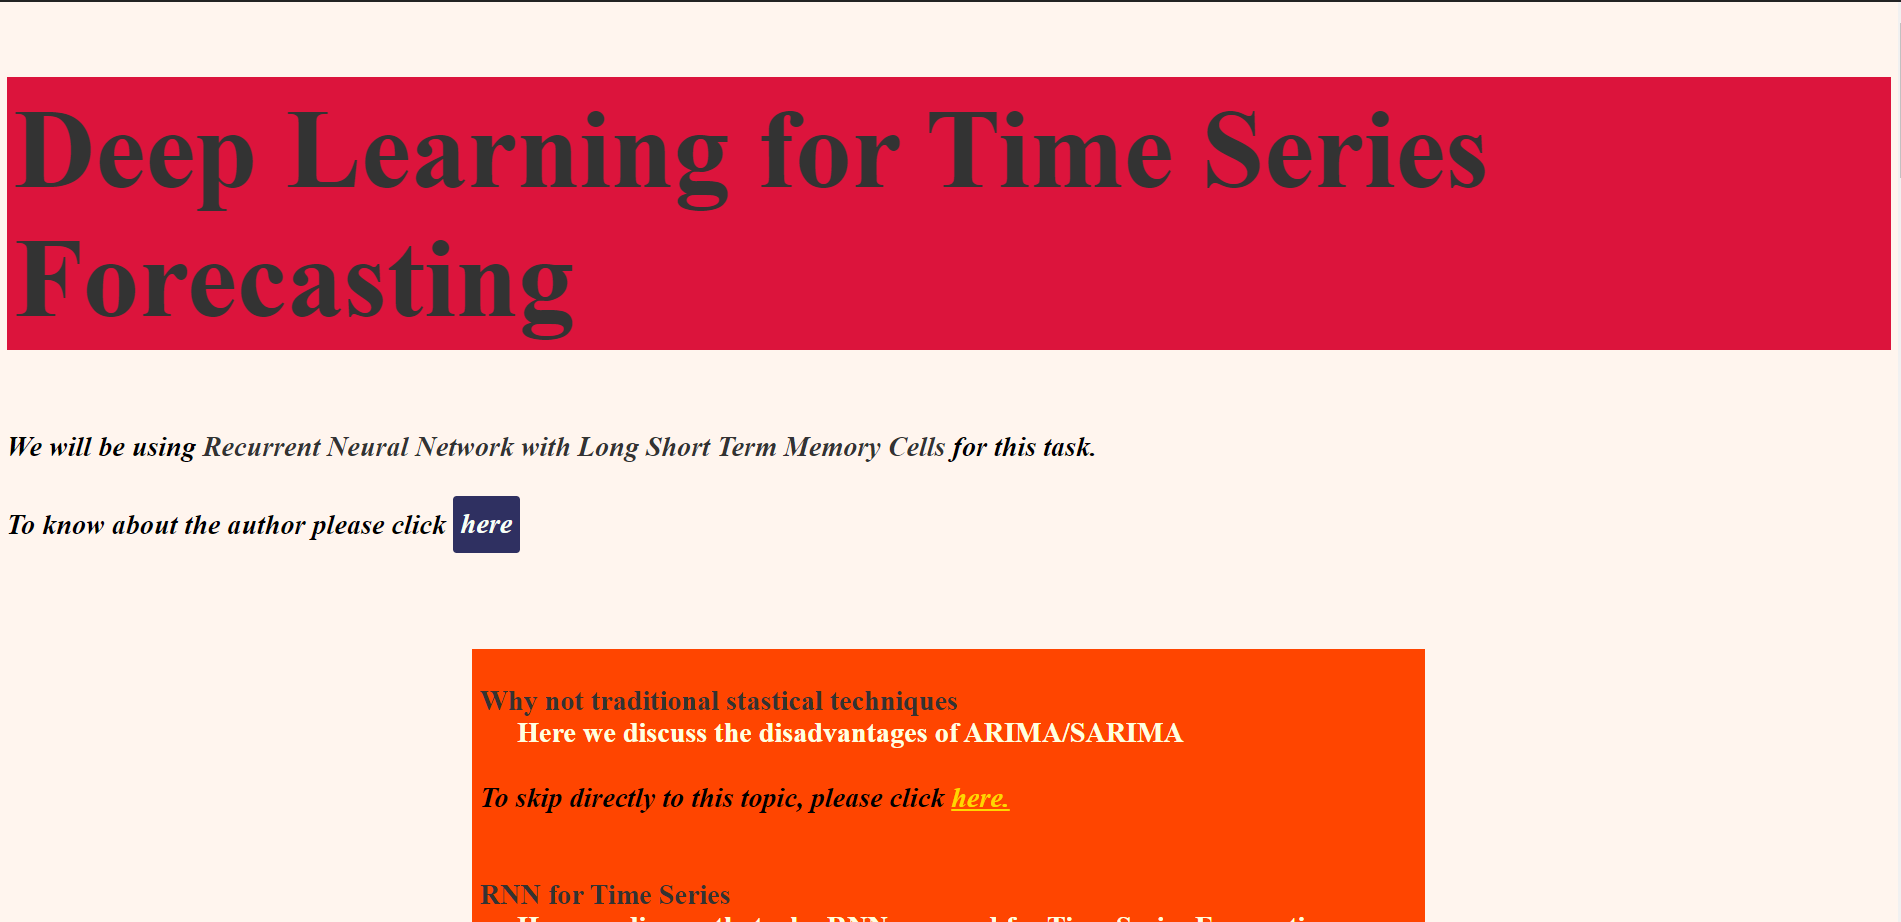 Deep Learning for Time Series
Forecasting
We will be using Recurrent Neural Network with Long Short Term Memory Cells for this task.
To know about the author please click here
Why not traditional stastical techniques
Here we discuss the disadvantages of ARIMA/SARIMA
To skip directly to this topic, please click here.
RNN for Time Series